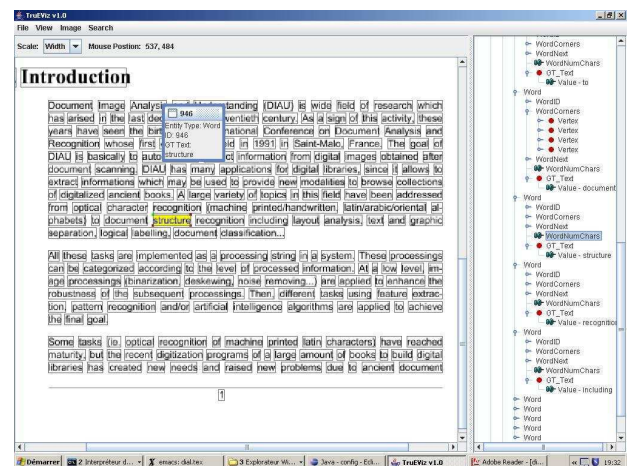 TruEViz v1.0
File View Image Search
Scale: Width Mouse Postion: 537, 484
Introduction
Document Image Analysis Understanding (DIAU) is wide field of research which
has arised in the last twentieth century. As a sign of this activity, these
years have seen the International Conference on Document Analysis and
Recognition whose first in 1991 in Saint-Malo, France. The goal of
DIAU is basically to information from digital images obtained after
document scanning. DIAU has many applications for digital libraries, since it allows to
extract informations which may be used to provide new modalities to browse collections
of digitalized ancient books. A large variety of topics in this field have been addressed
from optical character recognition (machine printed/handwritten, latin/arabic/oriental al-
phabets) to document structure recognition including layout analysis, text and graphic
separation, logical labelling, document classification...
946
Entity Type: Word
ID: 946
GT Text:
structure
All these tasks are implemented as a processing string in a system. These processings
can be categorized according to the level of processed information. At a low level, im-
age processings (binarization, deskewing, noise removing...) are applied to enhance the
robustness of the subsequent processings. Then, different tasks using feature extrac-
tion, pattern recognition and/or artificial intelligence algorithms are applied to achieve
the final goal.
Some tasks (ie. optical recognition of machine printed latin characters) have reached
maturity, but the recent digitization programs of a large amount of books to build digital
libraries has created new needs and raised new problems due to ancient document
1
WordCorners
WordNext
WordNumChars
GT_Text
Value - to
Word
WordID
WordCorners
Vertex
Vertex
Vertex
Vertex
WordNext
WordNumChars
GT_Text
Value - document
Word
WordID
WordCorners
WordNext
WordNumChars
GT_Text
Value - structure
Word
WordID
WordCorners
WordNext
WordNumChars
GT_Text
Value - recognition
Word
WordID
WordCorners
WordNext
WordNumChars
GT_Text
Value - including
Word
Word
Word
Word
Démarrer 2 Interpréteur d... emacs: dial.tex 3 Explorateur Wi... Java - config - Ecli... TruEViz v1.0 Adobe Reader - [di... 19:32